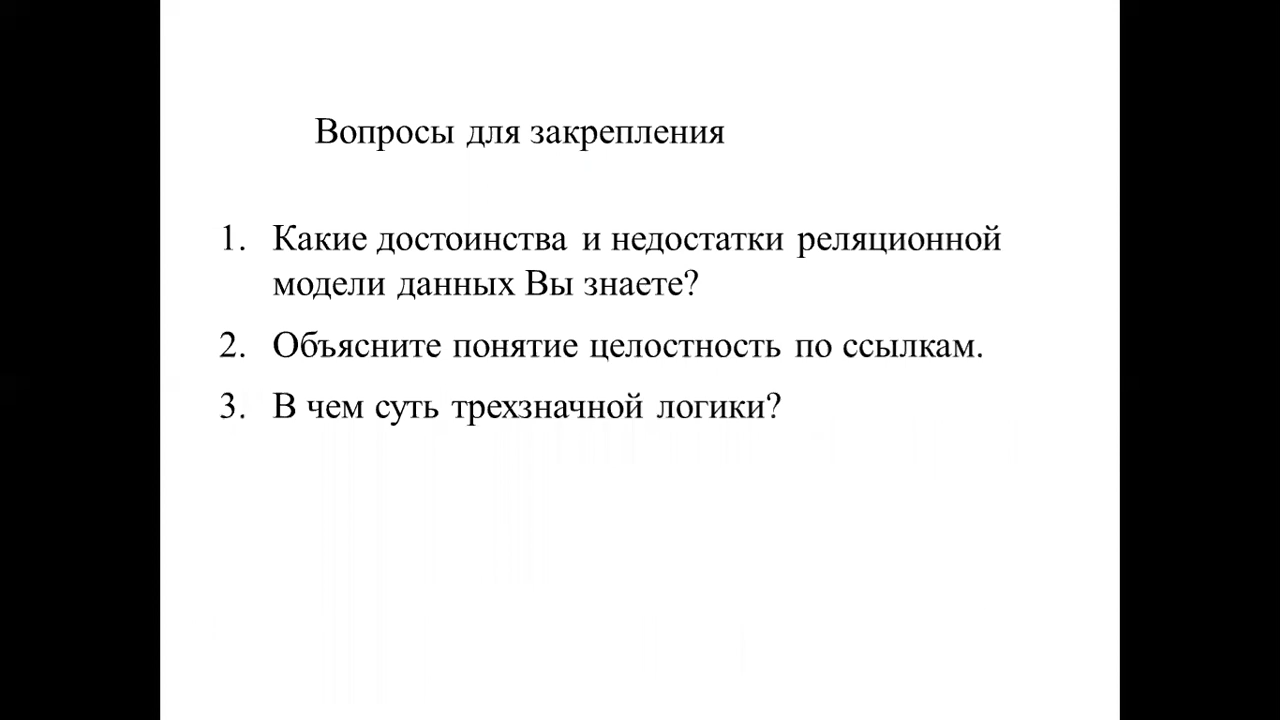 Вопросы для закрепления
1. Какие достоинства и недостатки реляционной
модели данных Вы знаете?
2. Объясните понятие целостность по ссылкам.
3. В чем суть трехзначной логики?